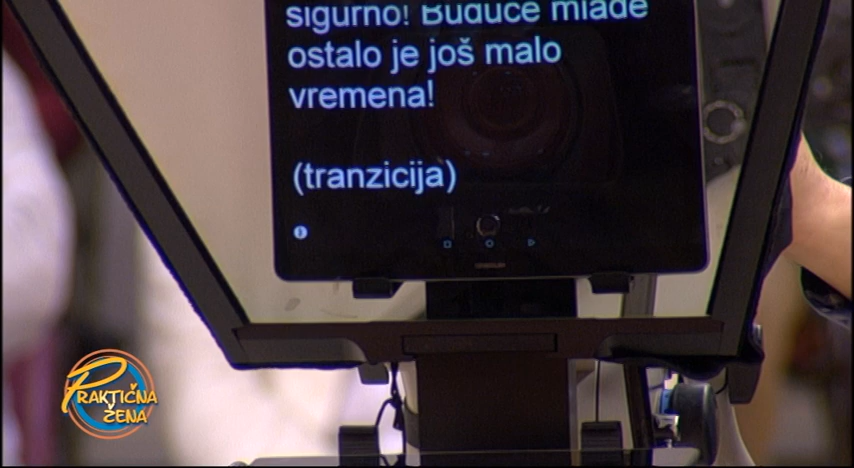 sigurno! Buduće mlade
ostalo je još malo
vremena!
(tranzicija)
PRAKTIČNA
ŽENA